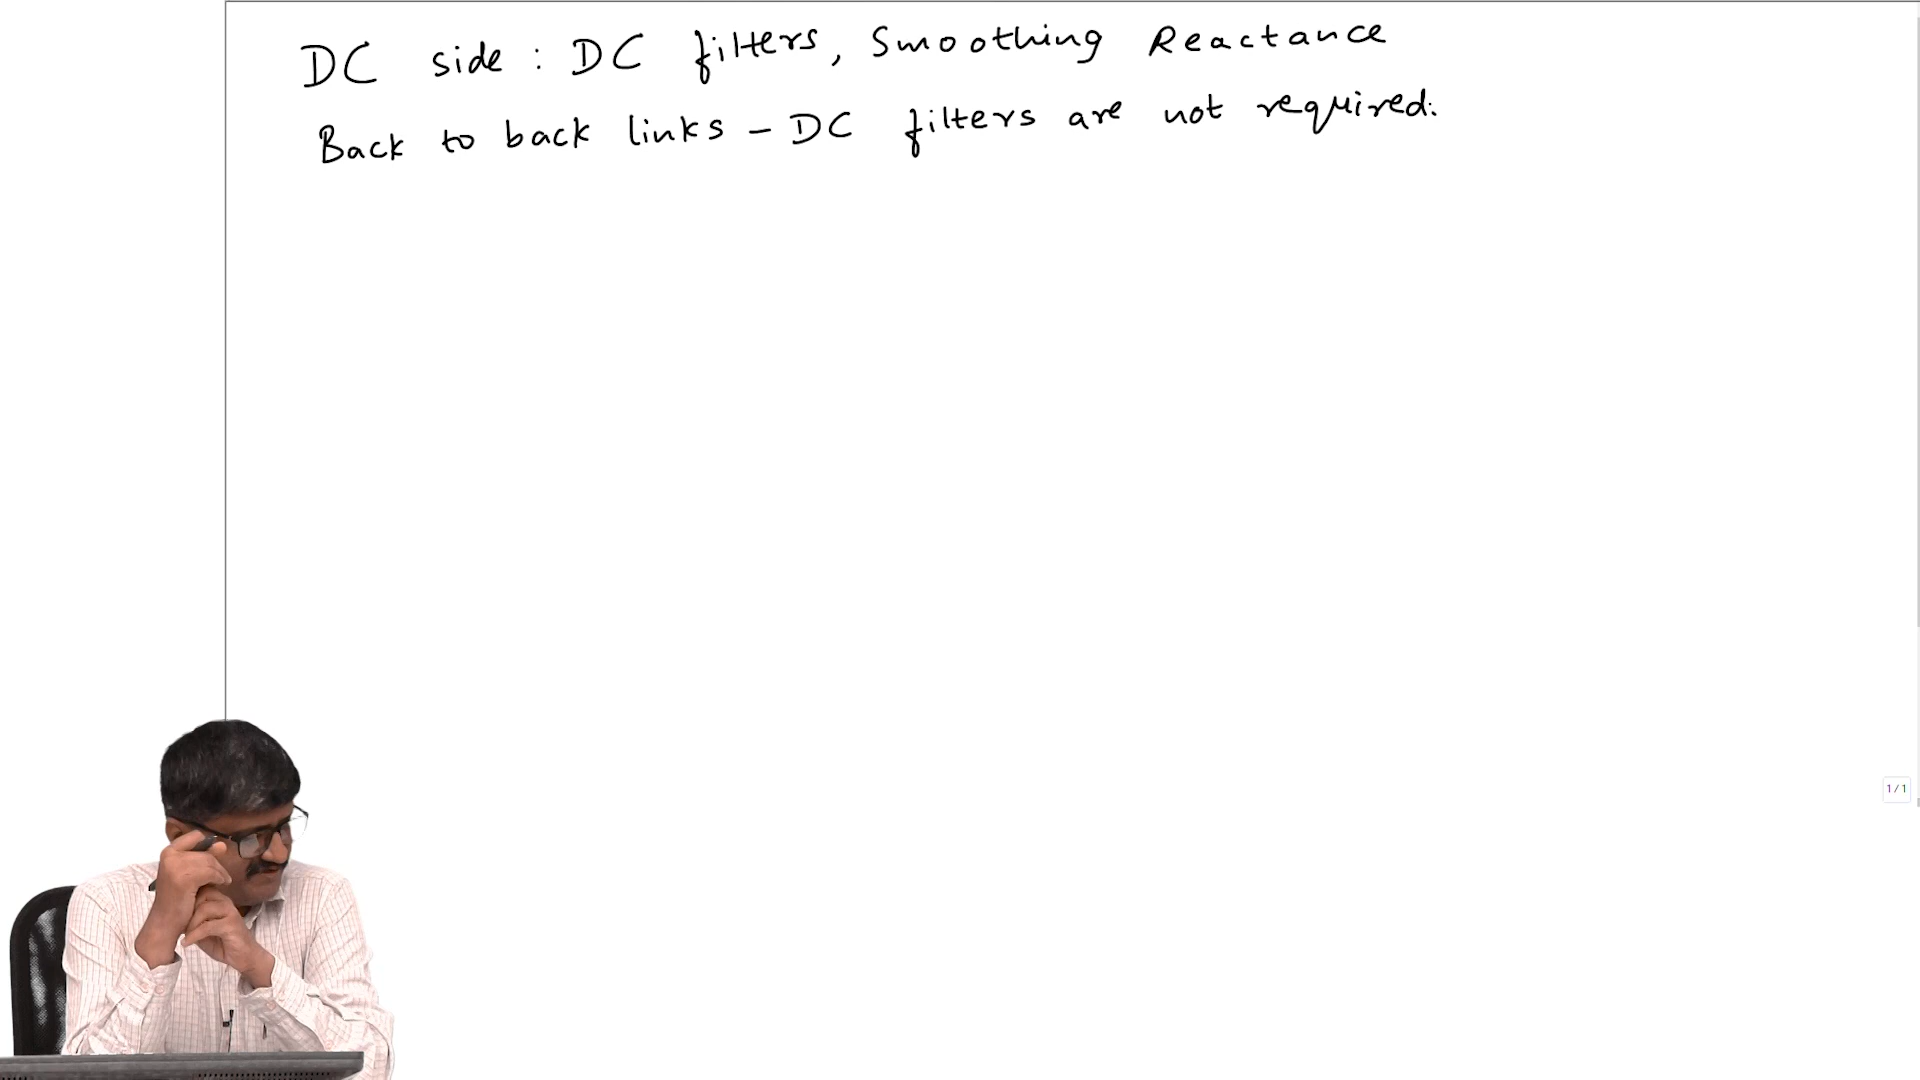 DC side : DC filters, Smoothing Reactance
Back to back links - DC filters are not required.
1/1